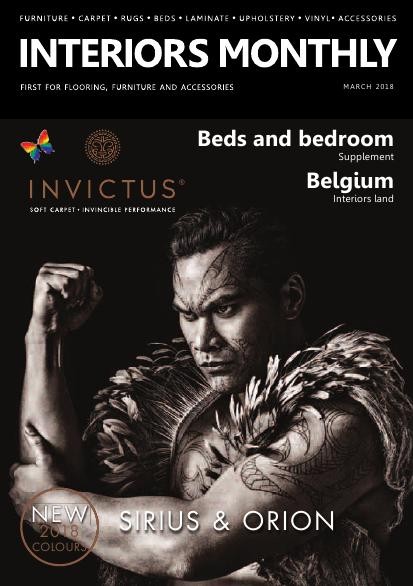 FURNITURE • CARPET • RUGS • BEDS • LAMINATE • UPHOLSTERY • VINYL • ACCESSORIES
INTERIORS MONTHLY
FIRST FOR FLOORING, FURNITURE AND ACCESSORIES
MARCH 2018
Beds and bedroom
Supplement
Belgium
Interiors land
INVICTUS®
SOFT CARPET • INVINCIBLE PERFORMANCE
NEW
2018
COLOURS
SIRIUS & ORION